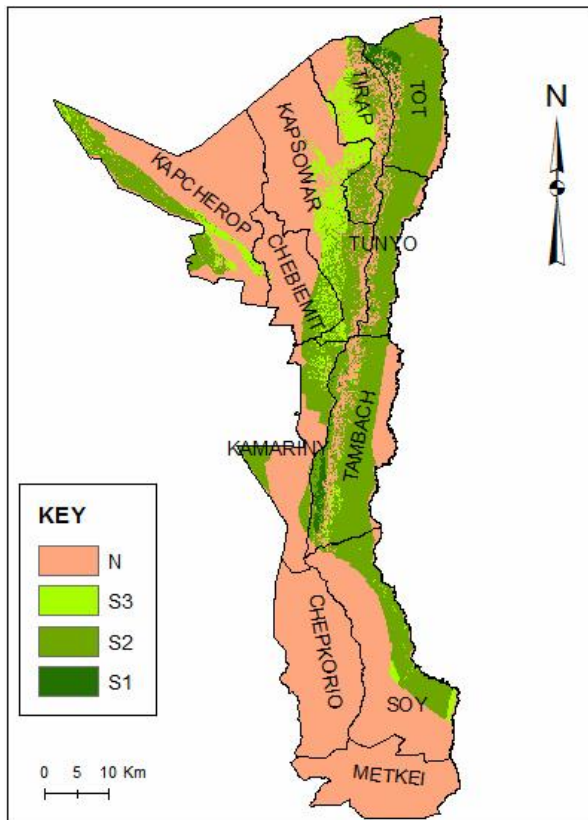 TIRAP
TOT
N
KAPSOWAR
KAPCHEROP
TUNYO
CHEBIEMIT
TAMBACH
KAMARINY
KEY
N
S3
S2
S1
CHEPKORIO
SOY
METKEI
0 5 10 Km